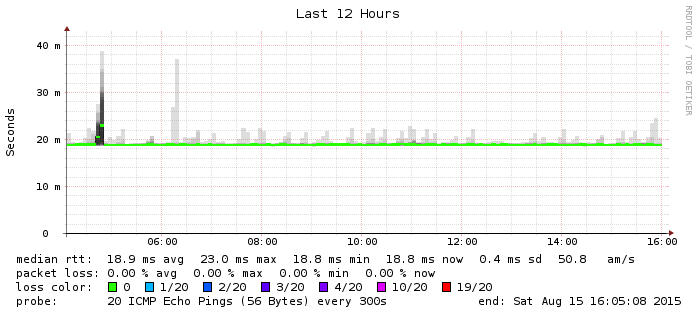 Last 12 Hours
RRDTOOL / TOBI OETIKER
Seconds
40 m
30 m
20 m
10 m
0
06:00 08:00 10:00 12:00 14:00 16:00
median rtt: 18.9 ms avg 23.0 ms max 18.8 ms min 18.8 ms now 0.4 ms sd 50.8 am/s
packet loss: 0.00 % avg 0.00 % max 0.00 % min 0.00 % now
loss color: 0 1/20 2/20 3/20 4/20 10/20 19/20
probe: 20 ICMP Echo Pings (56 Bytes) every 300s end: Sat Aug 15 16:05:08 2015